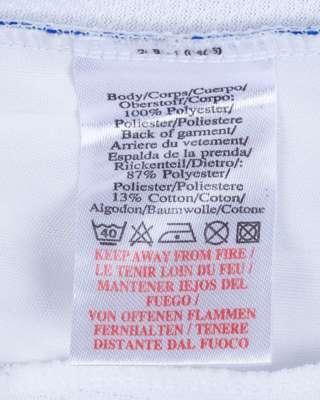 Body/Corps/Cuerpo/
Oberstoff/Corpo:
100% Polyester/
Poliester/Poliestere
Back of garment/
Arriere du vetement/
Espalda de la prenda/
Rückenteil/Dietro/:
87% Polyester/
Poliester/Poliestere
13% Cotton/Coton/
Algodon/Baumwolle/Cotone
40
KEEP AWAY FROM FIRE /
LE TENIR LOIN DU FEU /
MANTENER IEJOS DEL
FUEGO /
VON OFFENEN FLAMMEN
FERNHALTEN / TENERE
DISTANTE DAL FUOCO